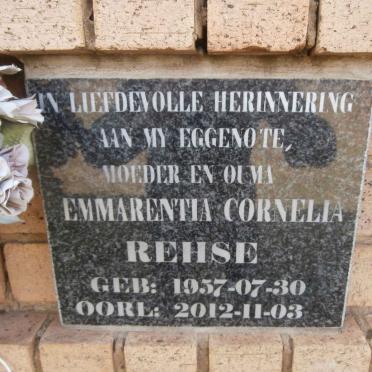 IN LIEFDEVOLLE HERINNERING
AAN MY EGGENOTE,
MOEDER EN OUMA
EMMARENTIA CORNELIA
REHSE
GEB: 1957-07-30
OORL: 2012-11-03